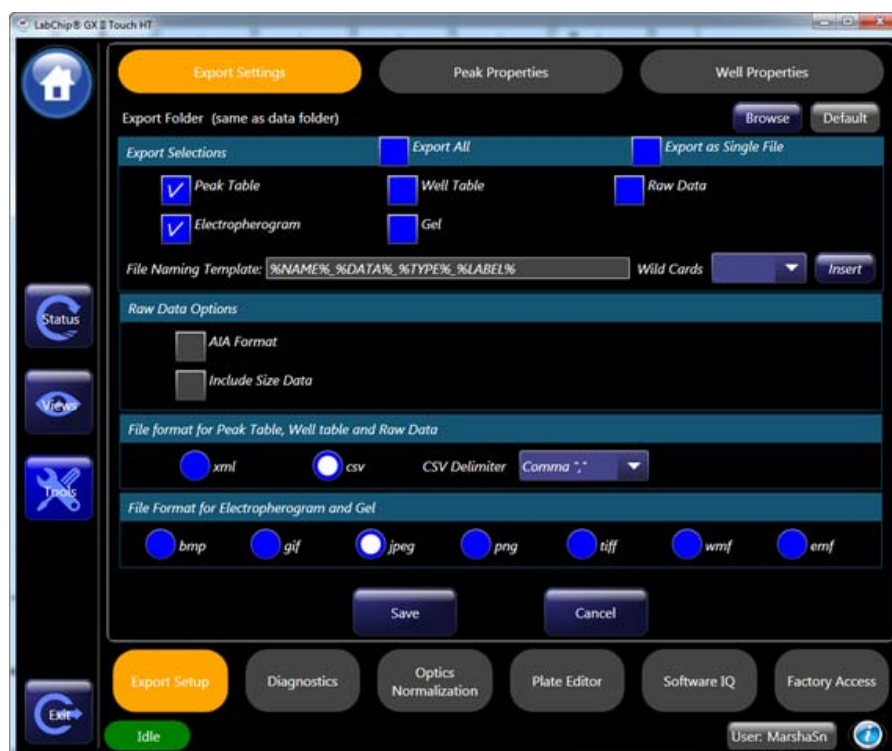 LabChip® GX II Touch HT
Export Settings
Peak Properties
Well Properties
Export Folder (same as data folder)
Browse
Default
Export Selections
Export All
Export as Single File
Peak Table
Well Table
Raw Data
Electropherogram
Gel
File Naming Template: %NAME%_%DATA%_%TYPE%_%LABEL%
Wild Cards
Insert
Status
Raw Data Options
AIA Format
Include Size Data
Views
File format for Peak Table, Well table and Raw Data
xml
csv
CSV Delimiter
Comma ","
Tools
File Format for Electropherogram and Gel
bmp
gif
jpeg
png
tiff
wmf
emf
Save
Cancel
Export Setup
Diagnostics
Optics
Normalization
Plate Editor
Software IQ
Factory Access
Exit
Idle
User: MarshaSn